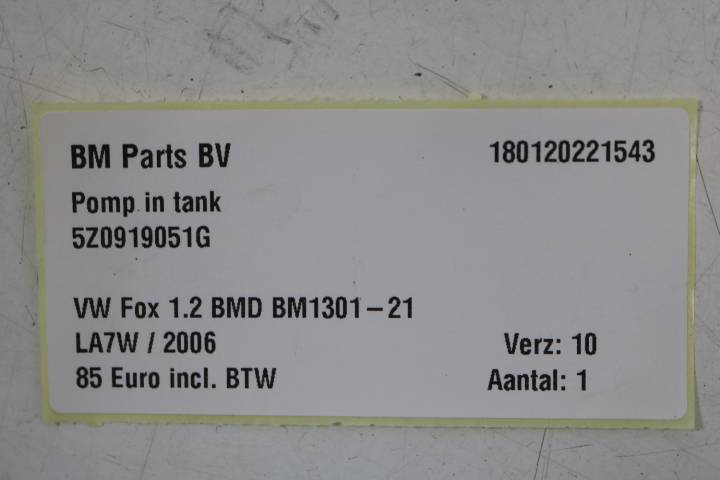 BM Parts BV 180120221543
Pomp in tank
5Z0919051G
VW Fox 1.2 BMD BM1301-21
LA7W / 2006 Verz: 10
85 Euro incl. BTW Aantal: 1